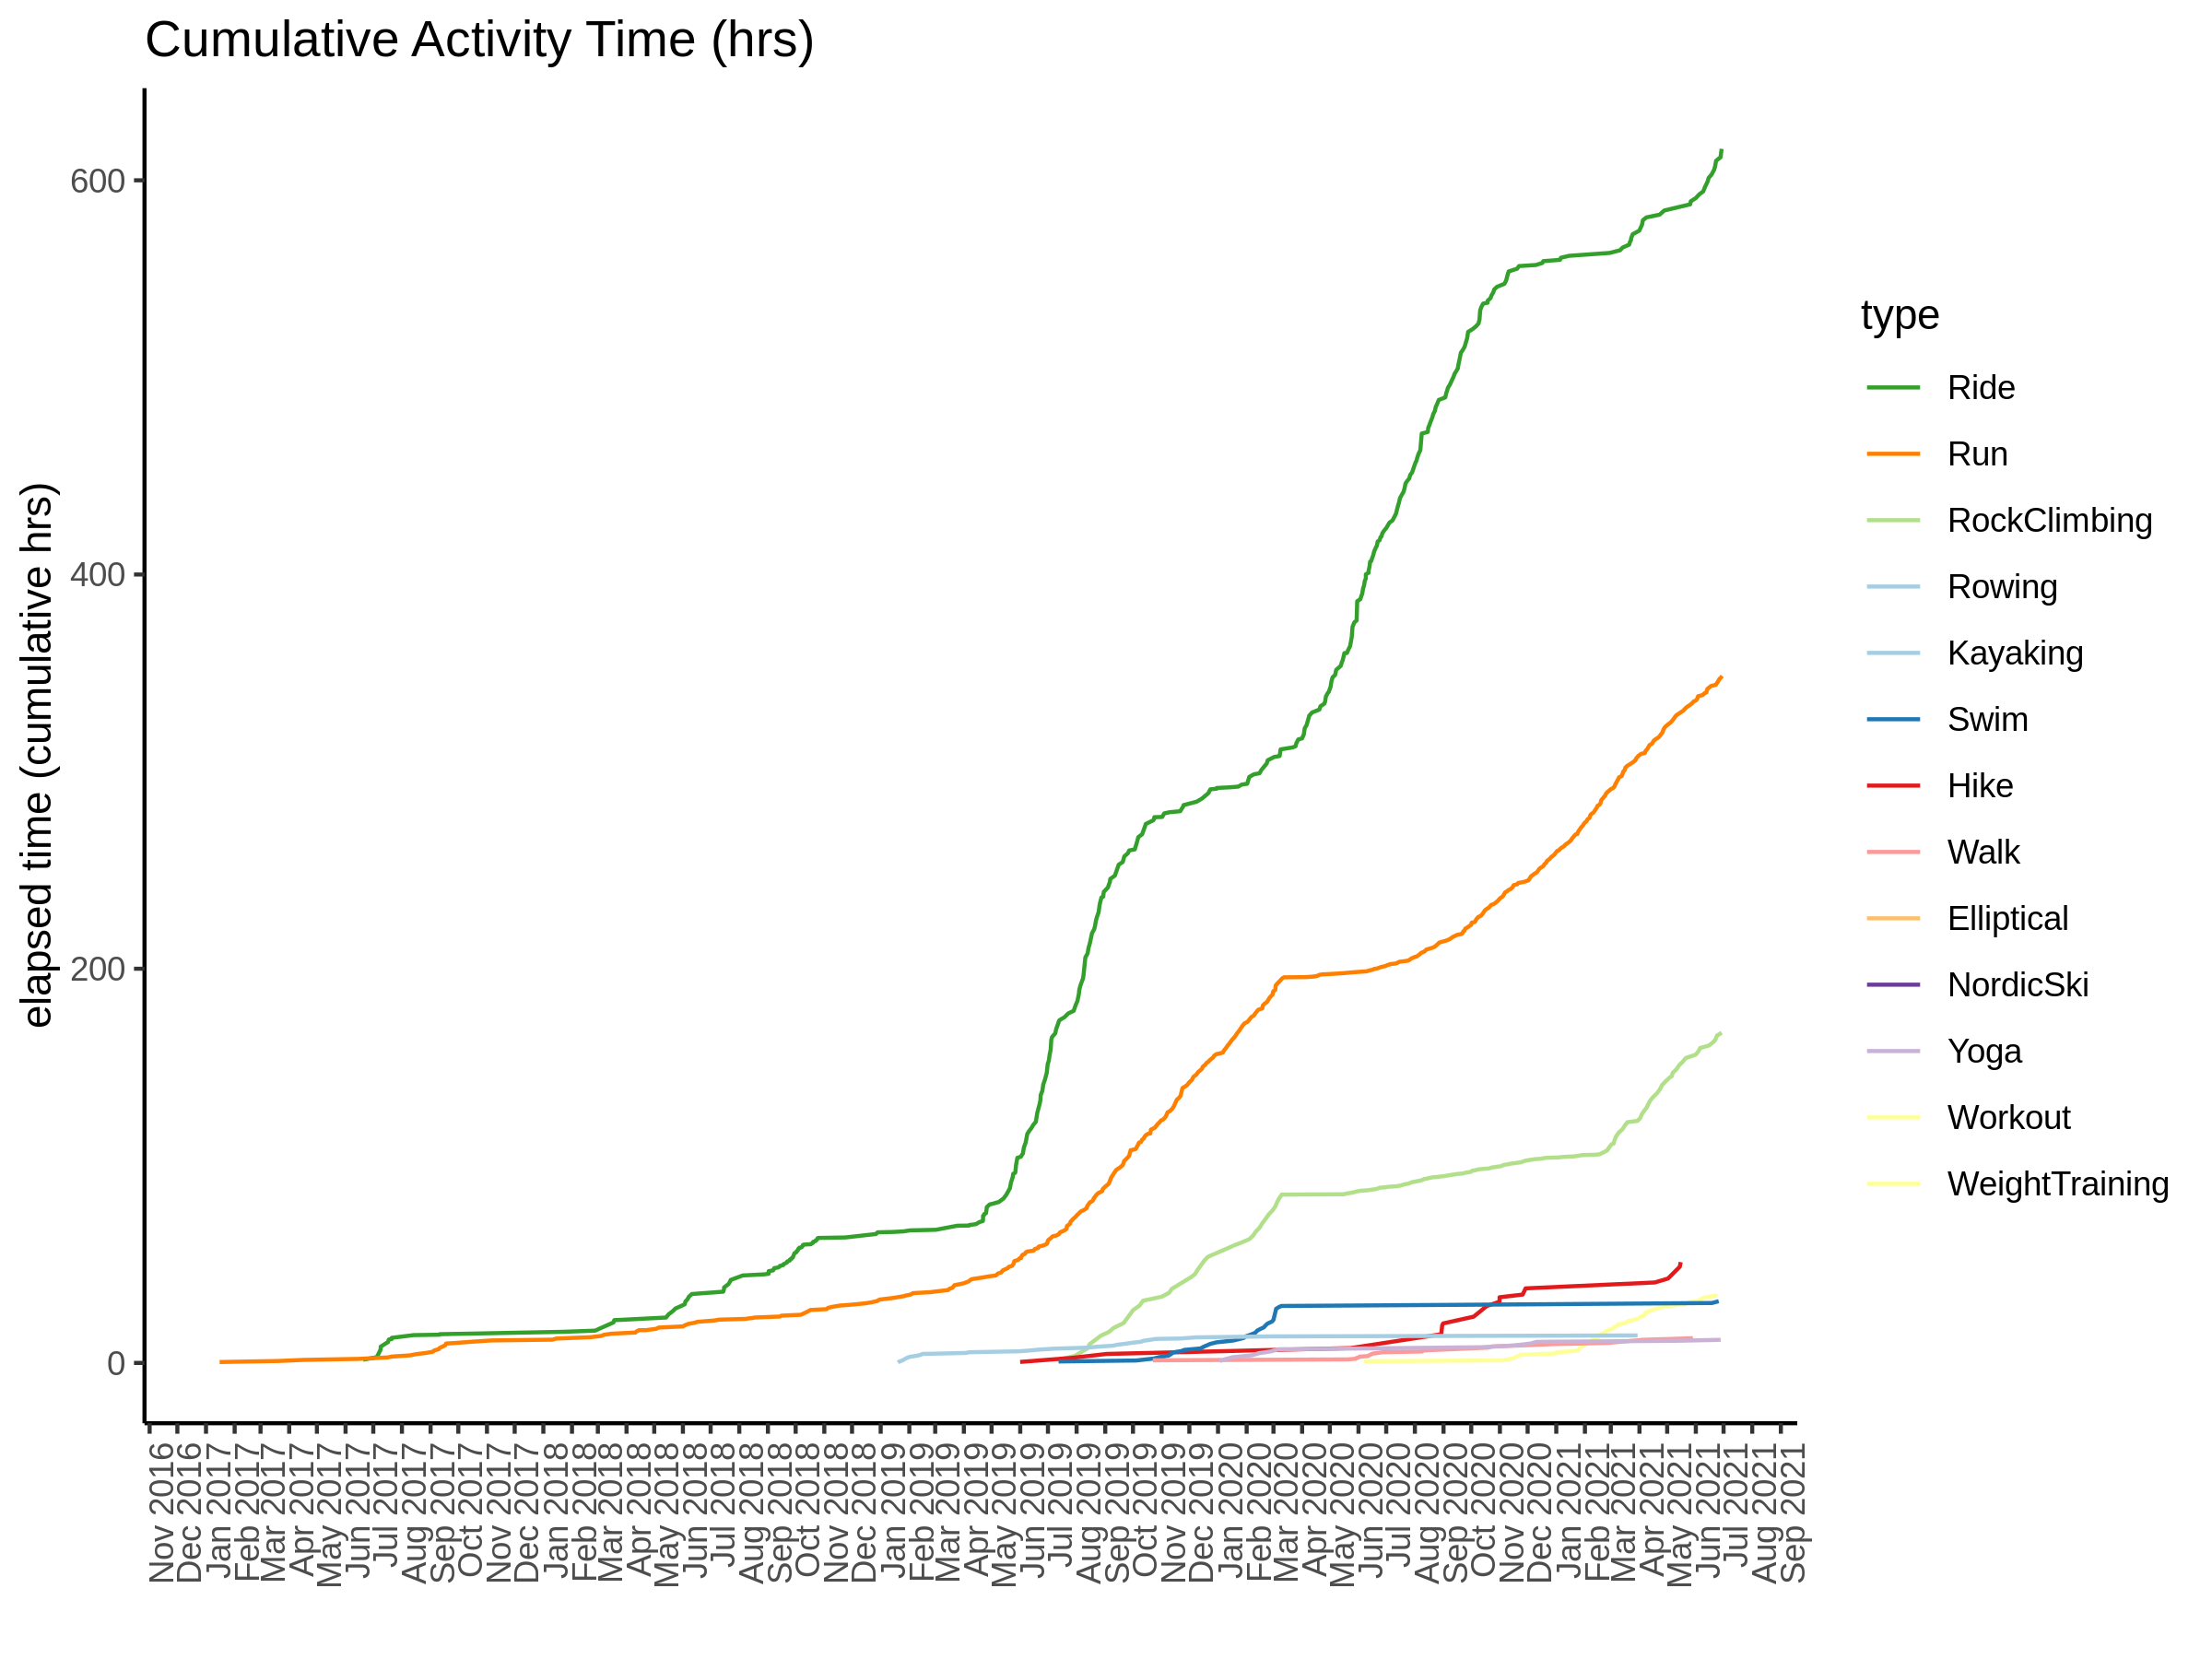 Cumulative Activity Time (hrs)
elapsed time (cumulative hrs)
600
400
200
0
Nov 2016
Dec 2016
Jan 2017
Feb 2017
Mar 2017
Apr 2017
May 2017
Jun 2017
Jul 2017
Aug 2017
Sep 2017
Oct 2017
Nov 2017
Dec 2017
Jan 2018
Feb 2018
Mar 2018
Apr 2018
May 2018
Jun 2018
Jul 2018
Aug 2018
Sep 2018
Oct 2018
Nov 2018
Dec 2018
Jan 2019
Feb 2019
Mar 2019
Apr 2019
May 2019
Jun 2019
Jul 2019
Aug 2019
Sep 2019
Oct 2019
Nov 2019
Dec 2019
Jan 2020
Feb 2020
Mar 2020
Apr 2020
May 2020
Jun 2020
Jul 2020
Aug 2020
Sep 2020
Oct 2020
Nov 2020
Dec 2020
Jan 2021
Feb 2021
Mar 2021
Apr 2021
May 2021
Jun 2021
Jul 2021
Aug 2021
Sep 2021
type
Ride
Run
RockClimbing
Rowing
Kayaking
Swim
Hike
Walk
Elliptical
NordicSki
Yoga
Workout
WeightTraining